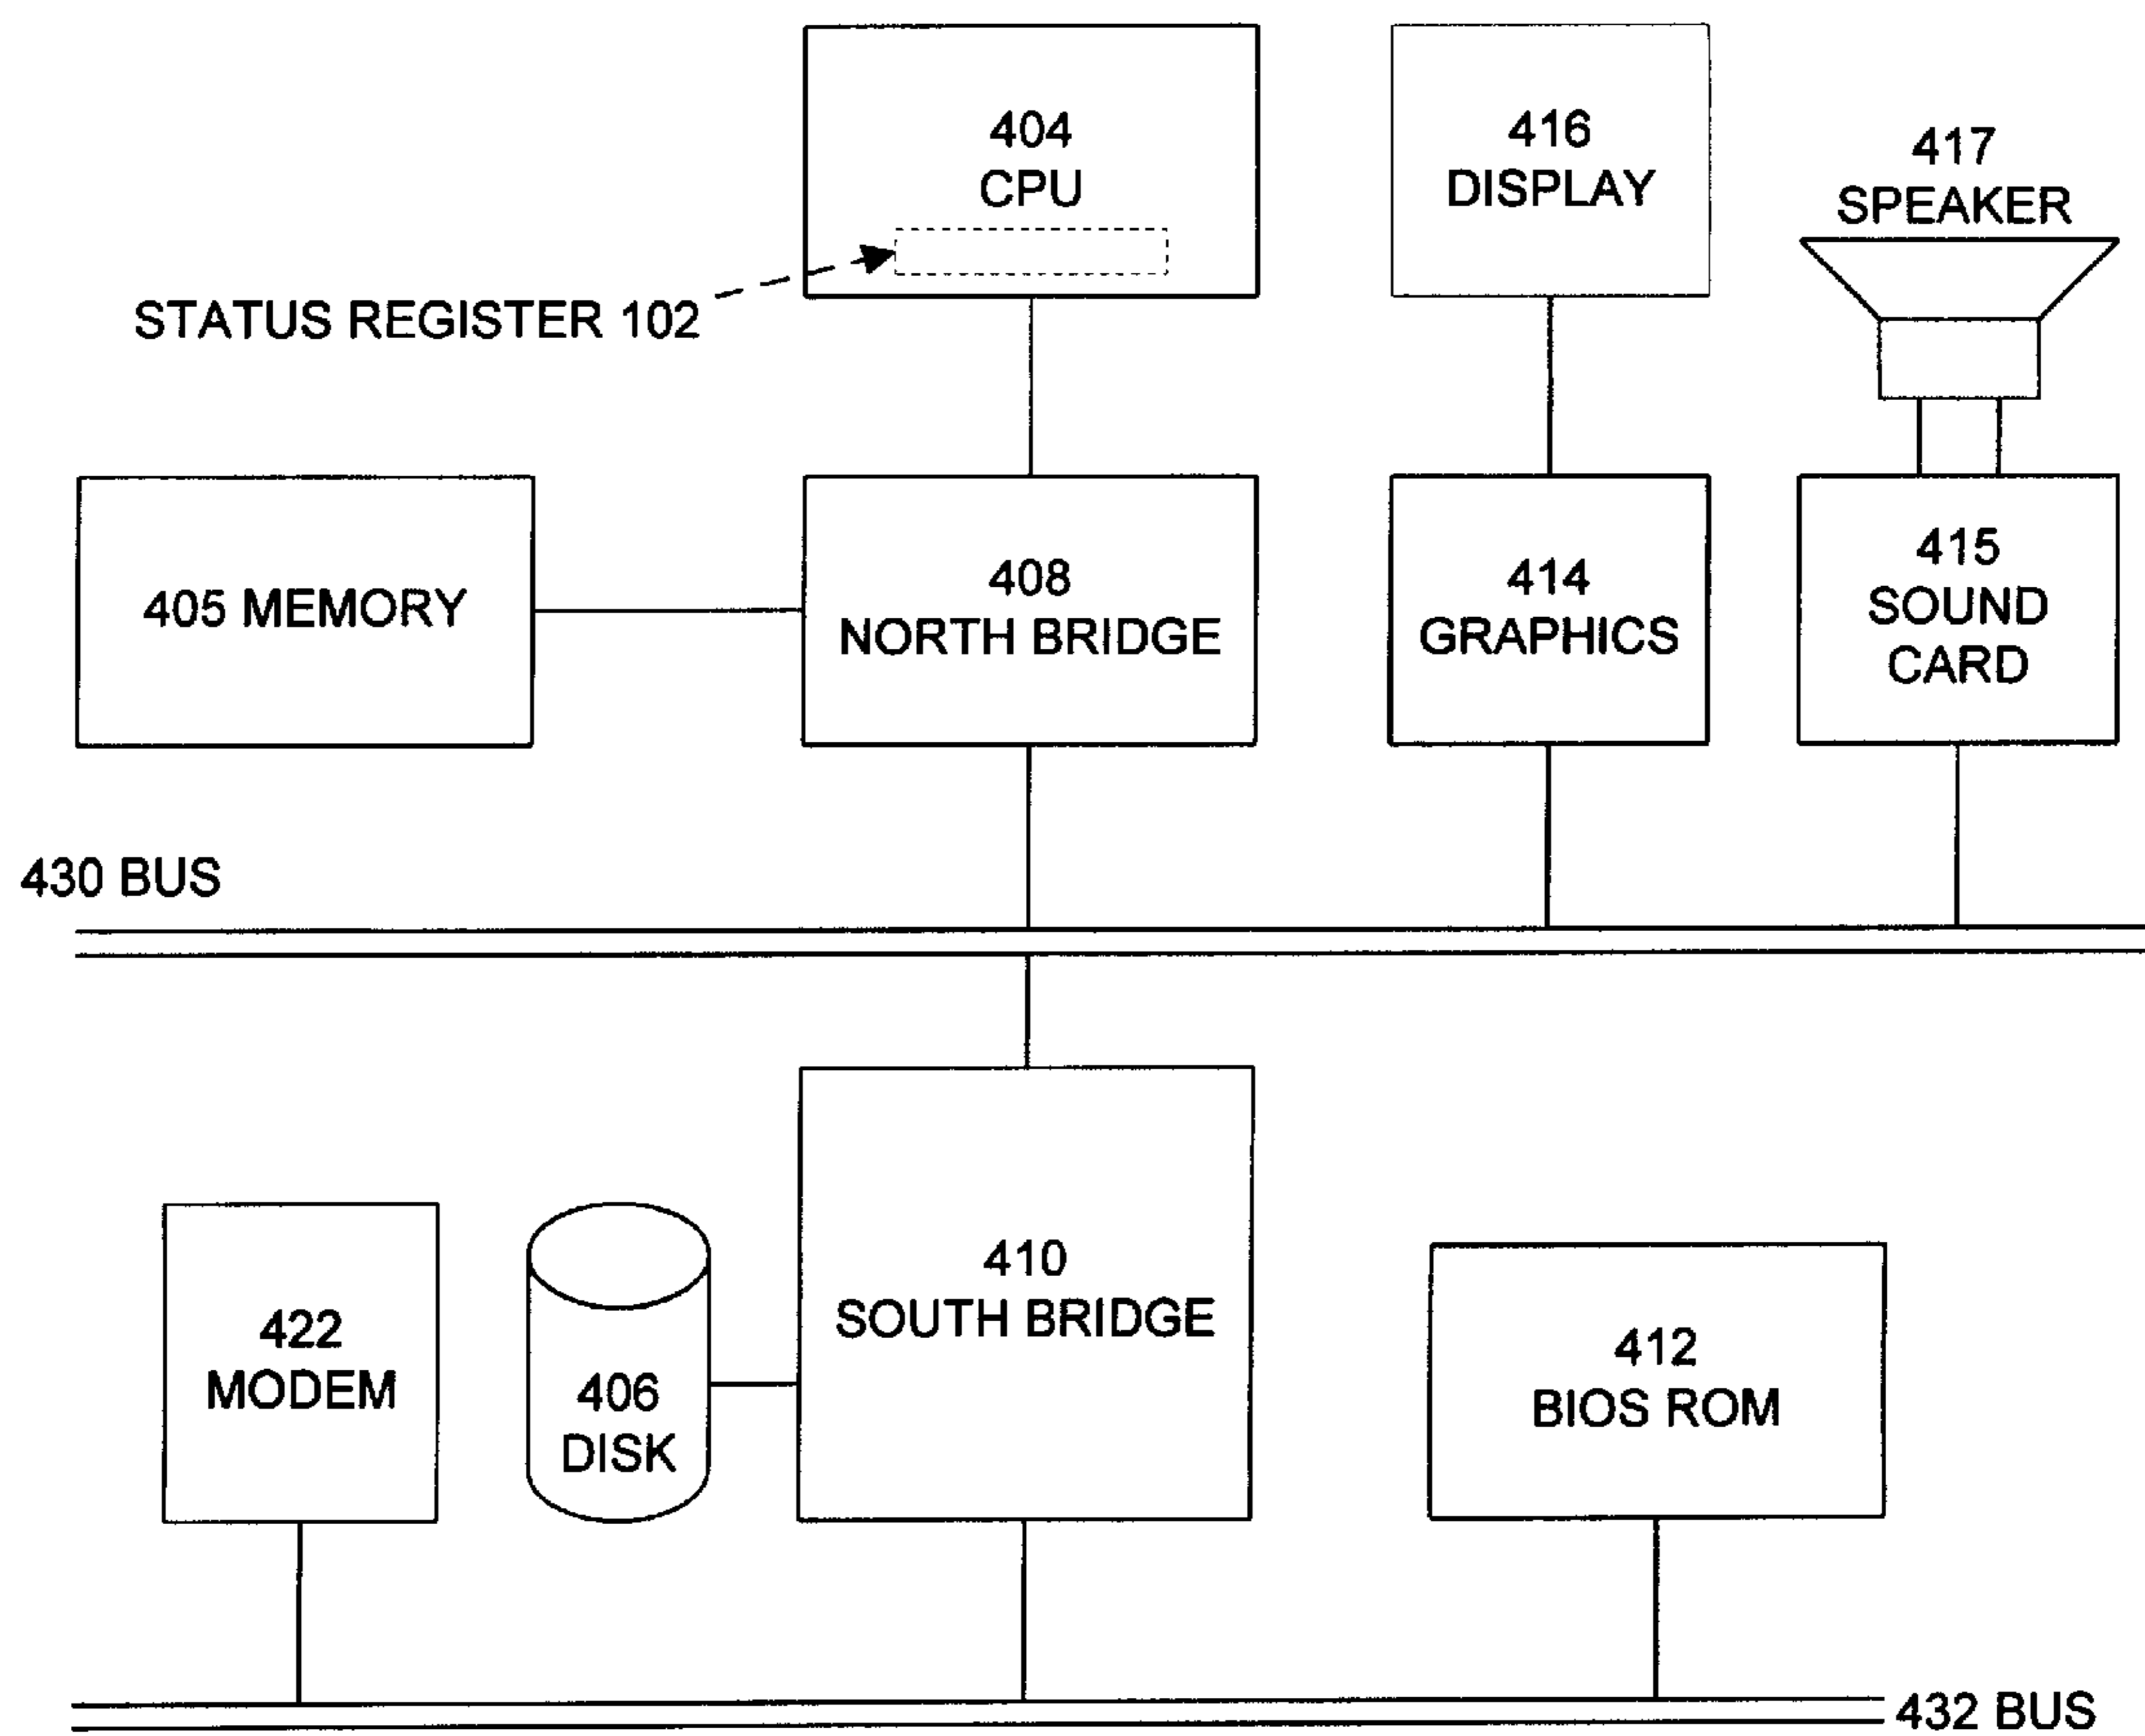 404
CPU
416
DISPLAY
417
SPEAKER
STATUS REGISTER 102
405 MEMORY
408
NORTH BRIDGE
414
GRAPHICS
415
SOUND
CARD
430 BUS
422
MODEM
406
DISK
410
SOUTH BRIDGE
412
BIOS ROM
432 BUS